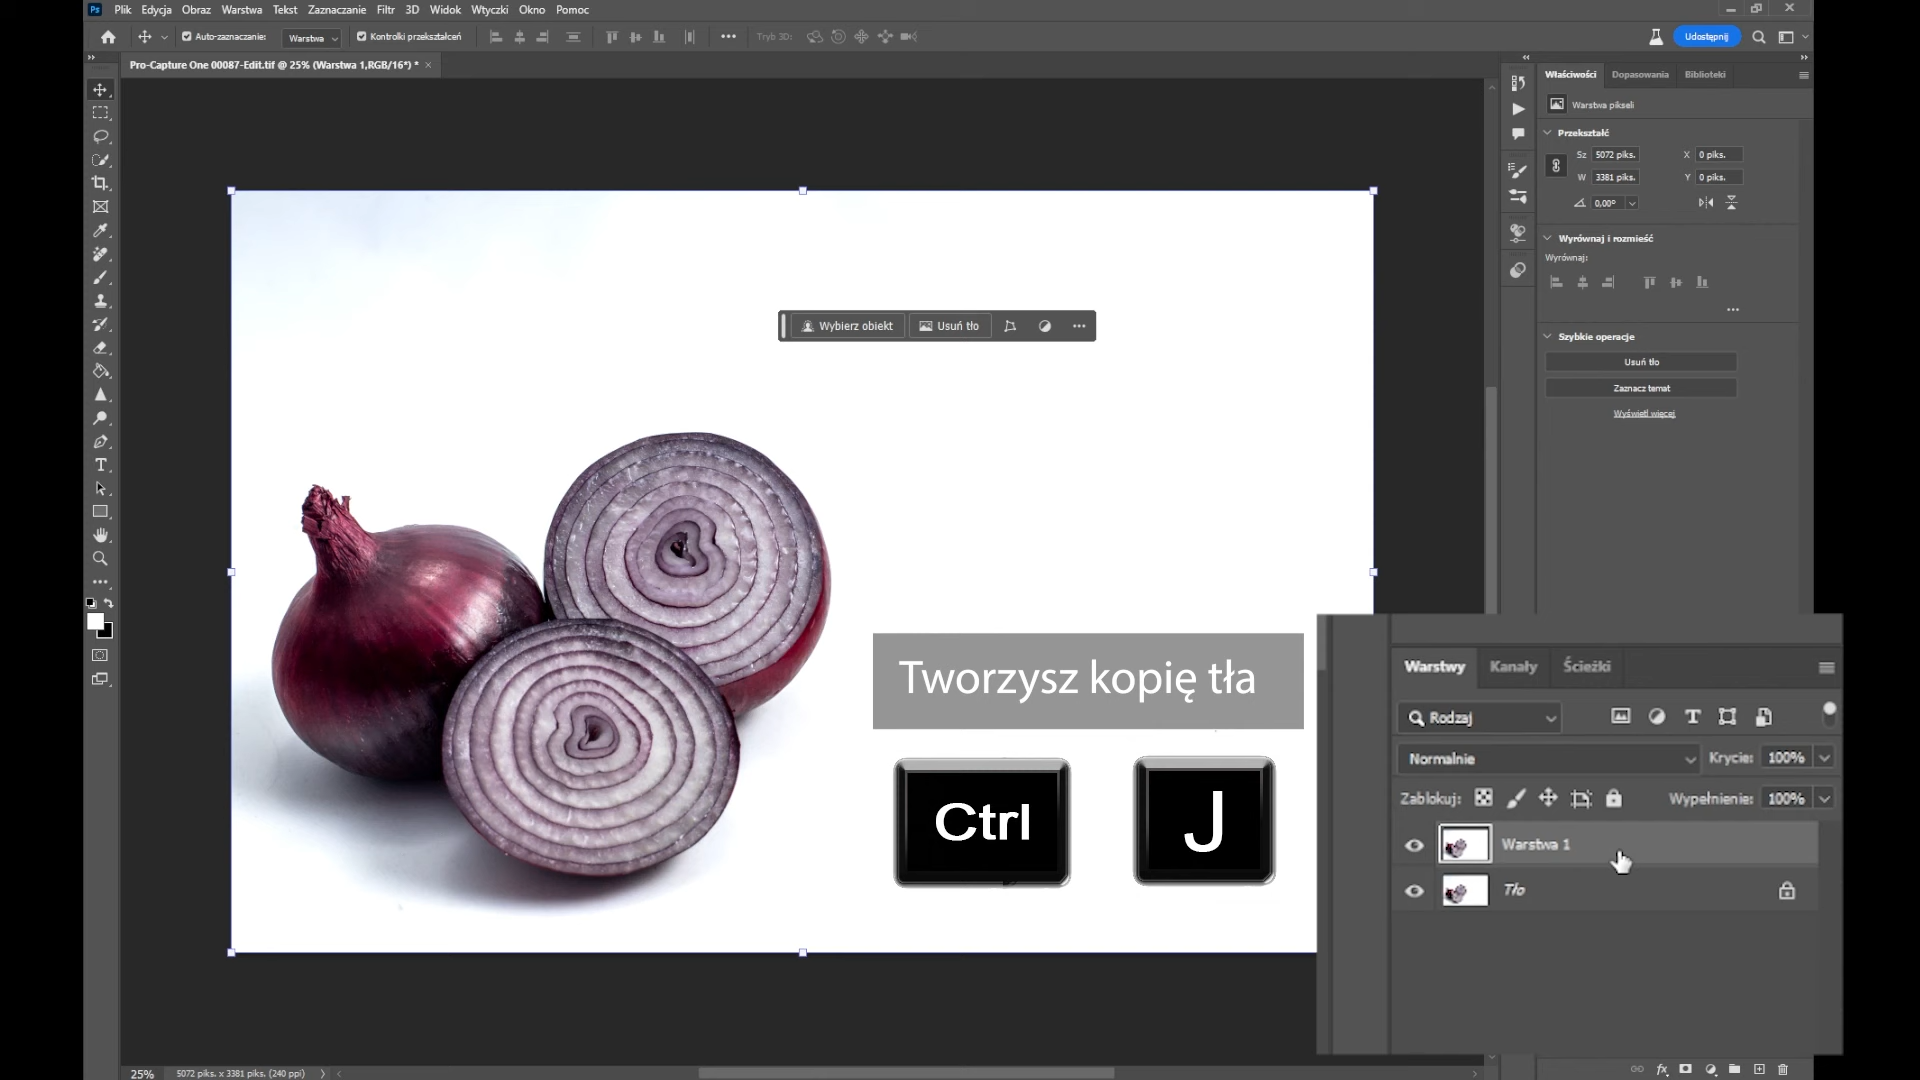 Ps Plik Edycja Obraz Warstwa Tekst Zaznaczanie Filtr 3D Widok Wtyczki Okno Pomoc
Auto-zaznaczanie: Warstwa Kontrolki przekształceń Tryb 3D: Udostępnij
Pro-Capture One 00087-Edit.tif @ 25% (Warstwa 1,RGB/16*) * ×
Właściwości Dopasowania Biblioteki
Warstwa pikseli
Przekształć
Sz 5072 piks. X 0 piks.
W 3381 piks. Y 0 piks.
0,00°
Wyrównaj i rozmieść
Wyrównaj:
Szybkie operacje
Usuń tło
Zaznacz temat
Wyświetl więcej
Wybierz obiekt Usuń tło
Tworzysz kopię tła
Ctrl J
Warstwy Kanały Ścieżki
Rodzaj
Normalnie Krycie: 100%
Zablokuj: Wypełnienie: 100%
Warstwa 1
Tło
25% 5072 piks. x 3381 piks. (240 ppi)
fx